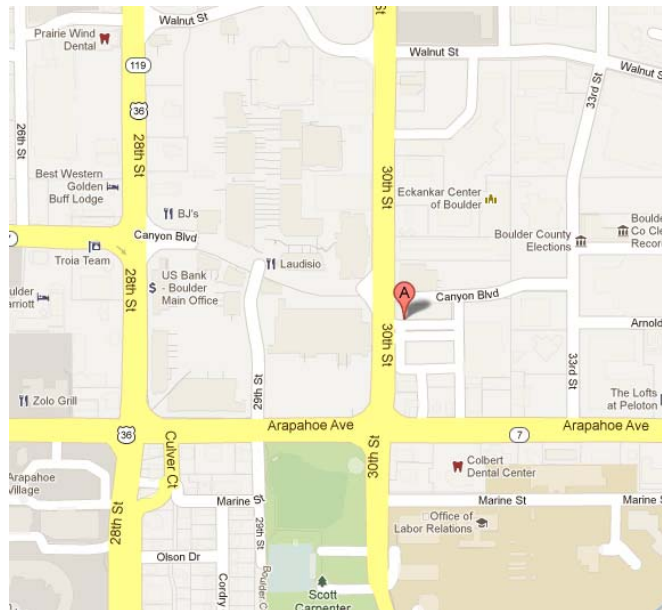 Walnut St
Prairie Wind
Dental
Walnut St
Walnut St
119
36
33rd St
26th St
28th St
30th St
Best Western
Golden
Buff Lodge
Eckankar Center
of Boulder
BJ's
Canyon Blvd
Boulder County
Elections
Troia Team
Laudisio
US Bank
- Boulder
Main Office
28th St
Canyon Blvd
A
30th St
29th St
33rd St
Zolo Grill
The Lofts
at Peloton
Arapahoe Ave
Arapahoe Ave
36
7
Culver Ct
30th St
Colbert
Dental Center
Arapahoe
Village
28th St
Marine St
Marine St
Office of
Labor Relations
29th St
Olson Dr
Cordry
Scott
Carpenter